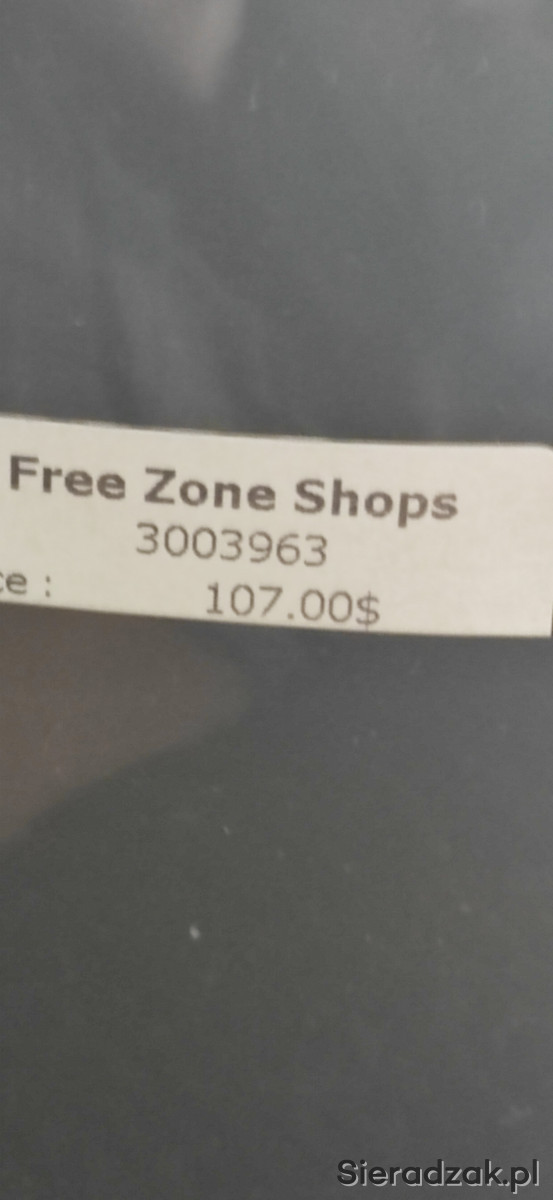 Free Zone Shops
3003963
ce : 107.00$
Sieradzak.pl